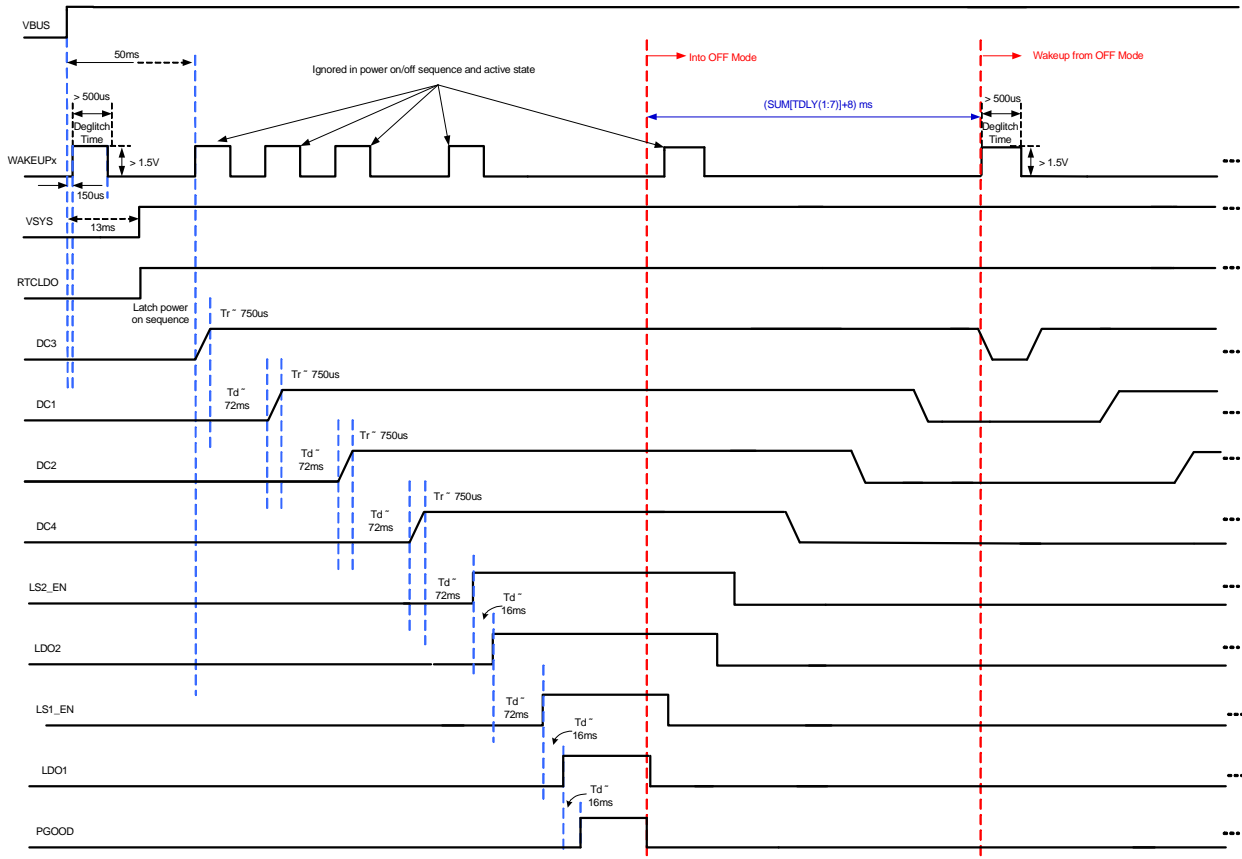 VBUS
50ms
Into OFF Mode
Wakeup from OFF Mode
Ignored in power on/off sequence and active state
> 500us
Deglitch
Time
(SUM[TDLY(1:7)]+8) ms
> 500us
Deglitch
Time
WAKEUPx
> 1.5V
> 1.5V
150us
VSYS
13ms
RTCLDO
Latch power
on sequence
Tr ˜ 750us
DC3
Tr ˜ 750us
Td ˜
72ms
DC1
Tr ˜ 750us
Td ˜
72ms
DC2
Tr ˜ 750us
Td ˜
72ms
DC4
Td ˜
72ms
LS2_EN
Td ˜
16ms
LDO2
Td ˜
72ms
LS1_EN
Td ˜
16ms
LDO1
Td ˜
16ms
PGOOD